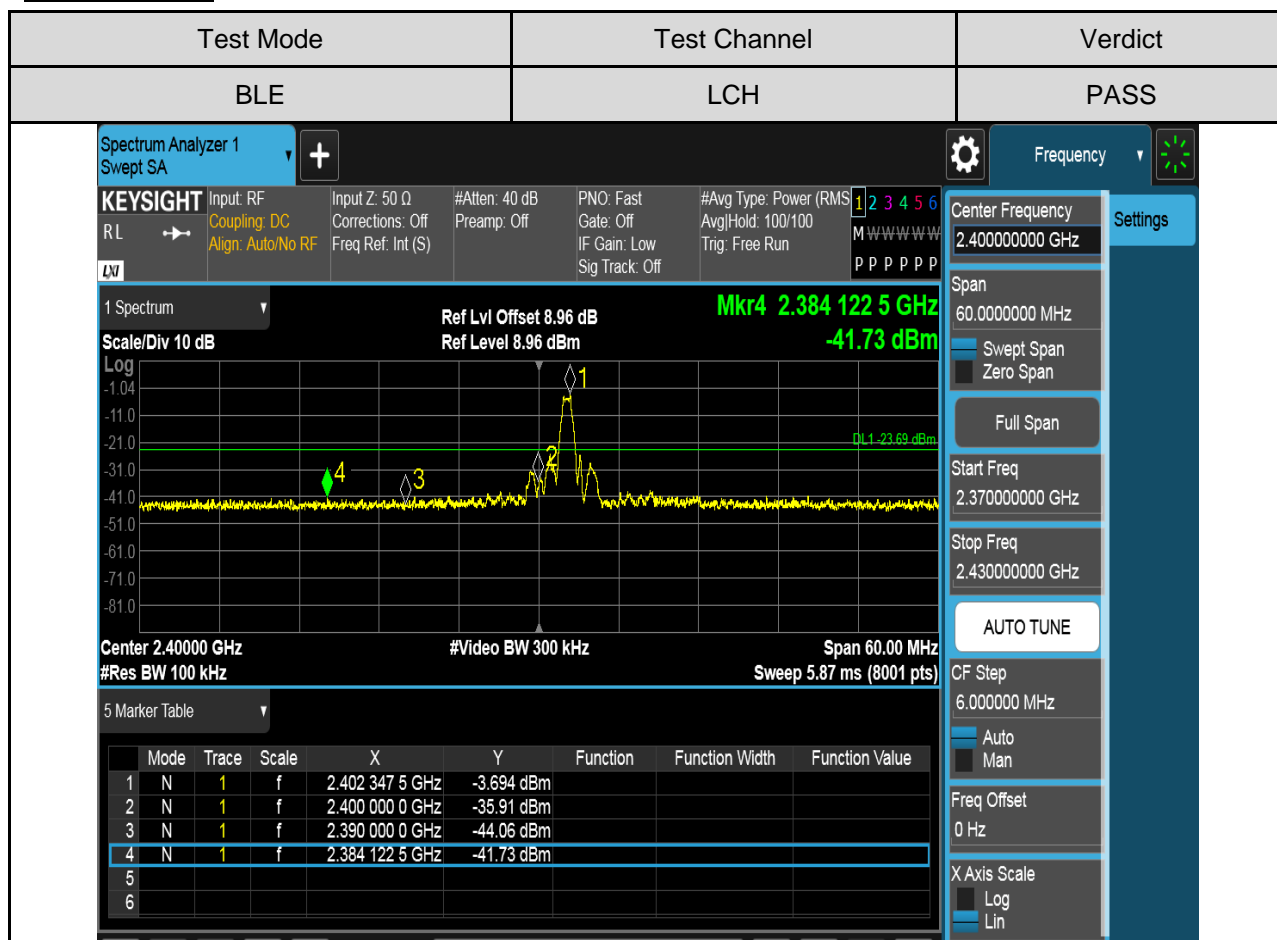 Test Mode Test Channel Verdict
BLE LCH PASS
Spectrum Analyzer 1
Swept SA
+
Frequency
KEYSIGHT
RL
LXI
Input: RF
Coupling: DC
Align: Auto/No RF
Input Z: 50 Ω
Corrections: Off
Freq Ref: Int (S)
#Atten: 40 dB
Preamp: Off
PNO: Fast
Gate: Off
IF Gain: Low
Sig Track: Off
#Avg Type: Power (RMS
Avg|Hold: 100/100
Trig: Free Run
1 2 3 4 5 6
M W W W W W
P P P P P P
1 Spectrum
Scale/Div 10 dB
Ref Lvl Offset 8.96 dB
Ref Level 8.96 dBm
Mkr4 2.384 122 5 GHz
-41.73 dBm
Log
-1.04
-11.0
-21.0
-31.0
-41.0
-51.0
-61.0
-71.0
-81.0
1
2
3
4
DL1 -23.69 dBm
Center 2.40000 GHz #Video BW 300 kHz Span 60.00 MHz
#Res BW 100 kHz Sweep 5.87 ms (8001 pts)
5 Marker Table
Mode Trace Scale X Y Function Function Width Function Value
1 N 1 f 2.402 347 5 GHz -3.694 dBm
2 N 1 f 2.400 000 0 GHz -35.91 dBm
3 N 1 f 2.390 000 0 GHz -44.06 dBm
4 N 1 f 2.384 122 5 GHz -41.73 dBm
5
6
Center Frequency
2.400000000 GHz
Settings
Span
60.0000000 MHz
Swept Span
Zero Span
Full Span
Start Freq
2.370000000 GHz
Stop Freq
2.430000000 GHz
AUTO TUNE
CF Step
6.000000 MHz
Auto
Man
Freq Offset
0 Hz
X Axis Scale
Log
Lin